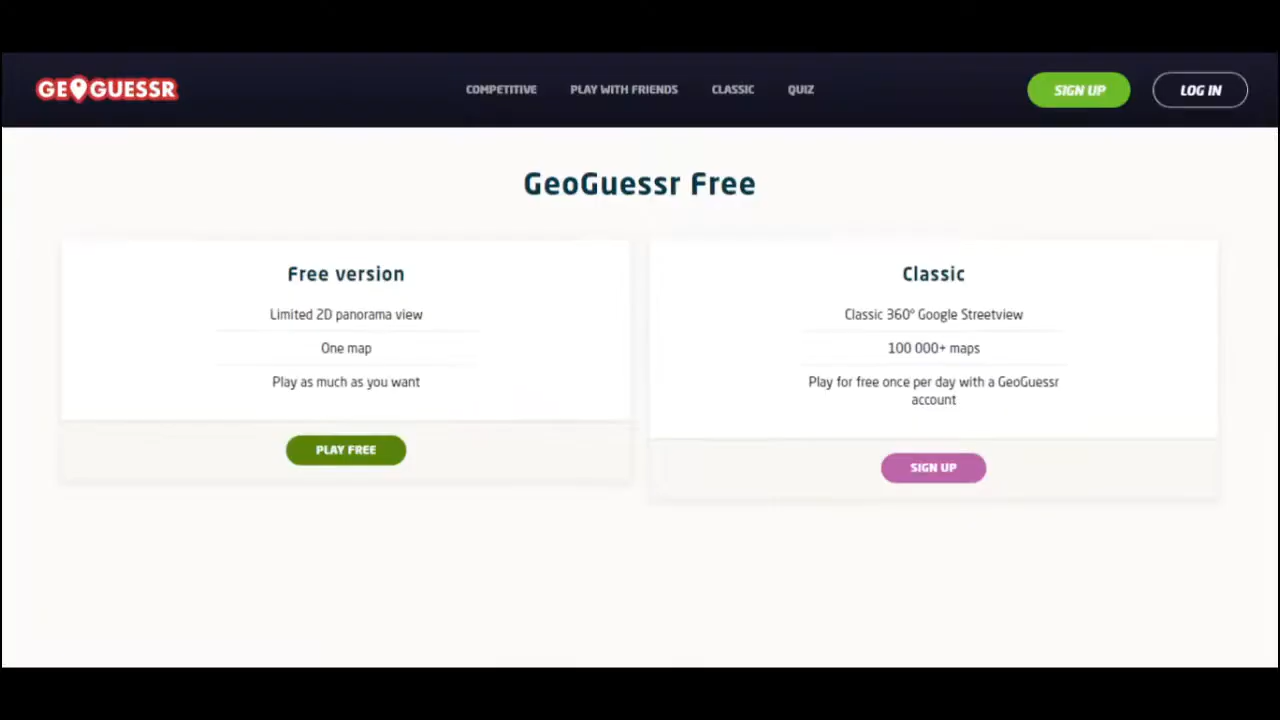 GEOGUESSR
COMPETITIVE
PLAY WITH FRIENDS
CLASSIC
QUIZ
SIGN UP
LOG IN
GeoGuessr Free
Free version
Limited 2D panorama view
One map
Play as much as you want
PLAY FREE
Classic
Classic 360° Google Streetview
100 000+ maps
Play for free once per day with a GeoGuessr
account
SIGN UP